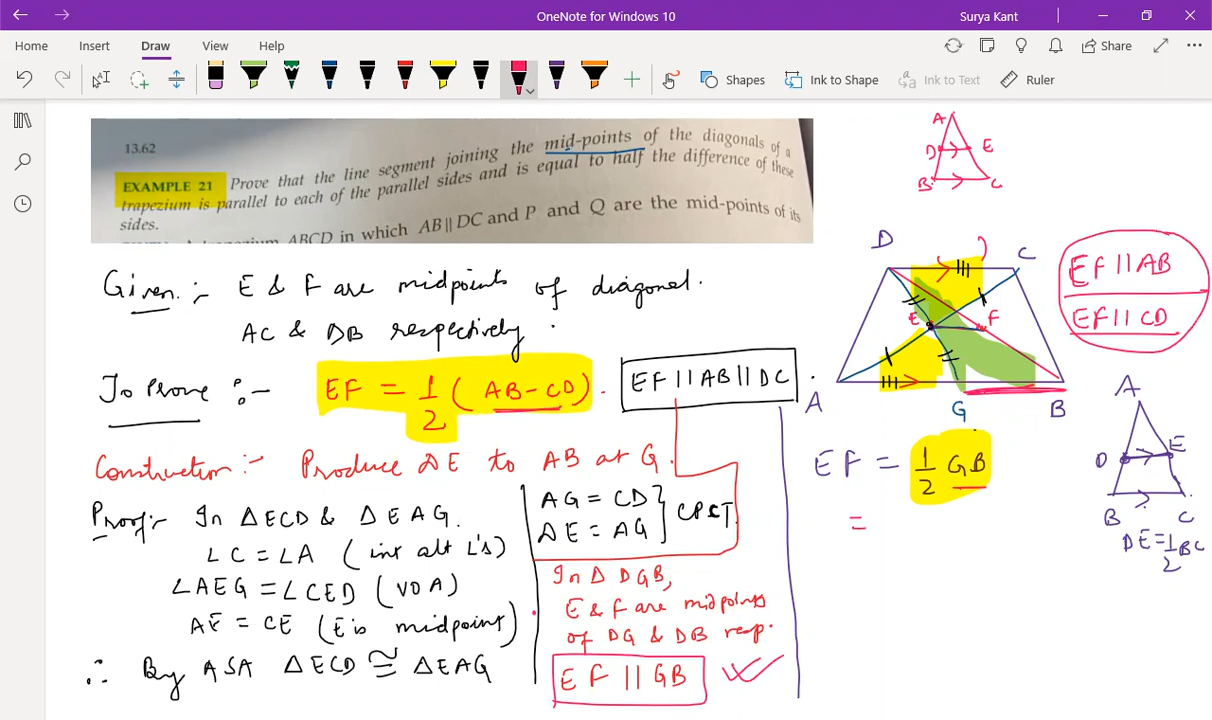 OneNote for Windows 10
Surya Kant
Home Insert Draw View Help
Share
Shapes Ink to Shape Ink to Text Ruler
13.62
EXAMPLE 21 Prove that the line segment joining the mid-points of the diagonals of a
trapezium is parallel to each of the parallel sides and is equal to half the difference of these
sides.
ABCD in which AB || DC and P and Q are the mid-points of its
Given :- E & F are midpoints of diagonal.
AC & DB respectively.
To Prove :- EF = 1/2 (AB-CD). EF || AB || DC.
Construction :- Produce DE to AB at G.
Proof:- In ΔECD & ΔEAG.
∠C = ∠A (int alt ∠'s)
∠AEG = ∠CED (VOA)
AE = CE (E is midpoint)
∴ By ASA ΔECD ≅ ΔEAG
AG = CD
DE = AG
} CPCT.
In Δ DGB,
E & F are midpoints
of DG & DB resp.
EF || GB
A
D E
B C
D C
E F
A G B
EF || AB
EF || CD
EF = 1/2 GB
=
A
D E
B C
DE = 1/2 BC